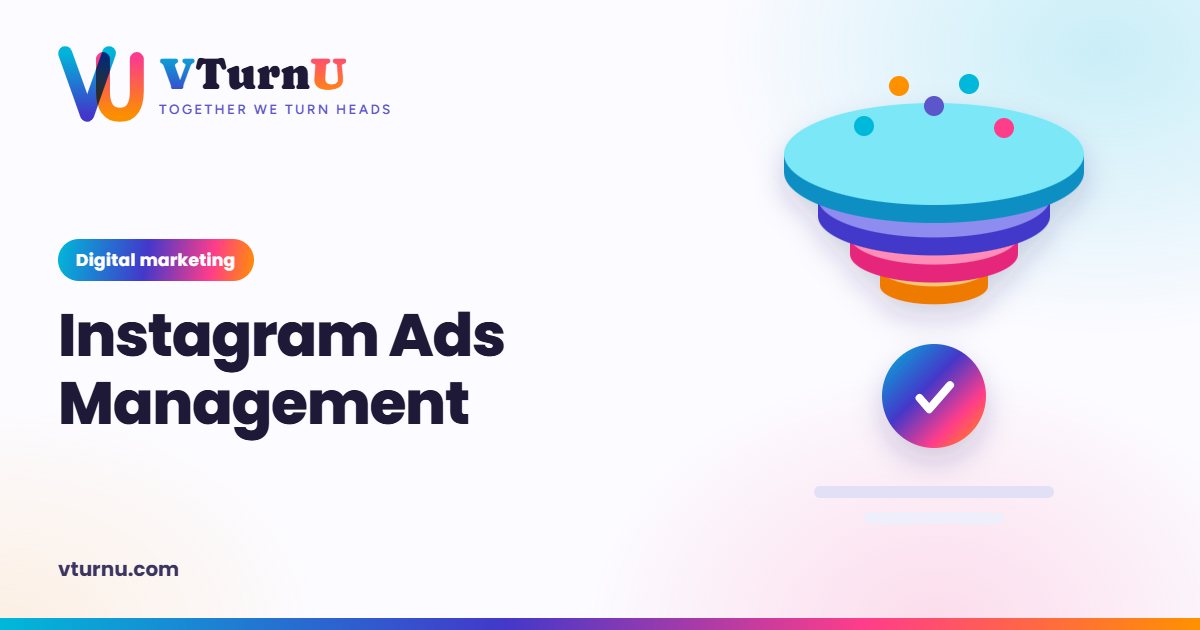 VTurnU
TOGETHER WE TURN HEADS
Digital marketing
Instagram Ads
Management
vturnu.com